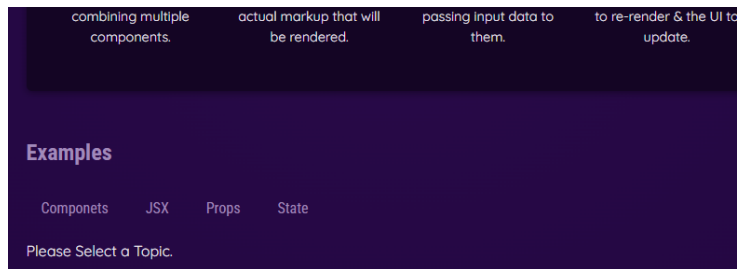 combining multiple actual markup that will passing input data to to re-render & the UI to
components. be rendered. them. update.
Examples
Componets JSX Props State
Please Select a Topic.